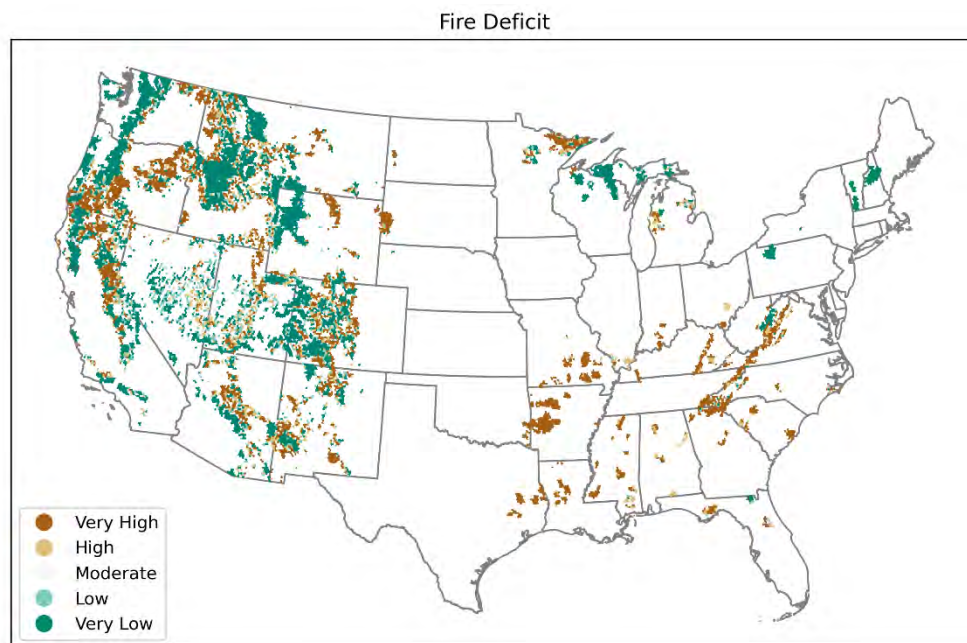 Fire Deficit
Very High
High
Moderate
Low
Very Low